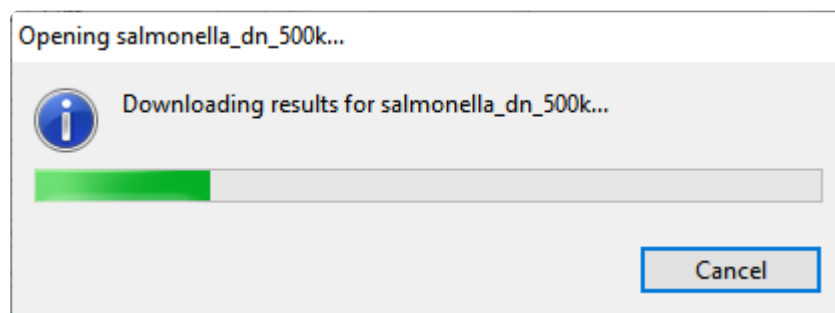 Opening salmonella_dn_500k...
Downloading results for salmonella_dn_500k...
Cancel